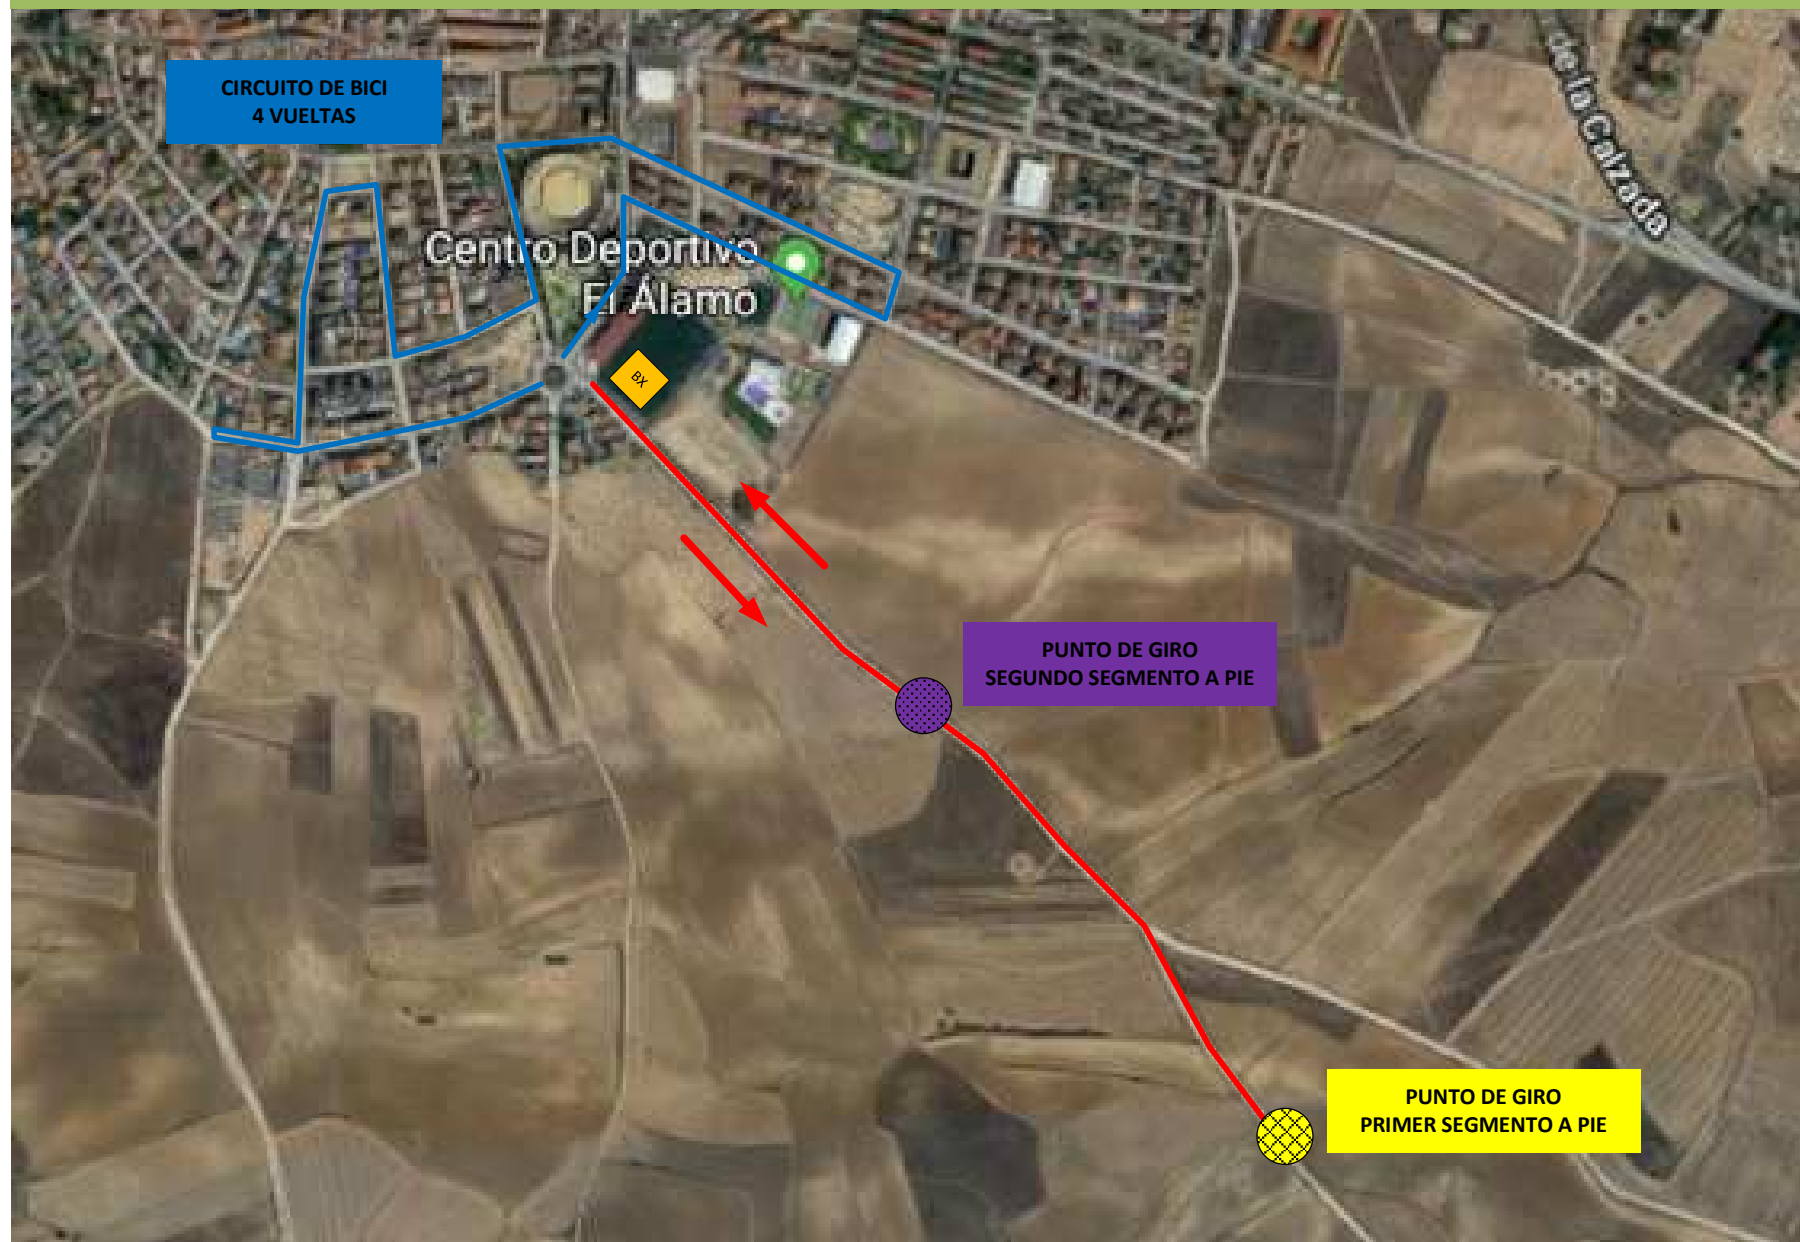 CIRCUITO DE BICI
4 VUELTAS
de la Calzada
Centro Deportivo
El Álamo
BX
PUNTO DE GIRO
SEGUNDO SEGMENTO A PIE
PUNTO DE GIRO
PRIMER SEGMENTO A PIE